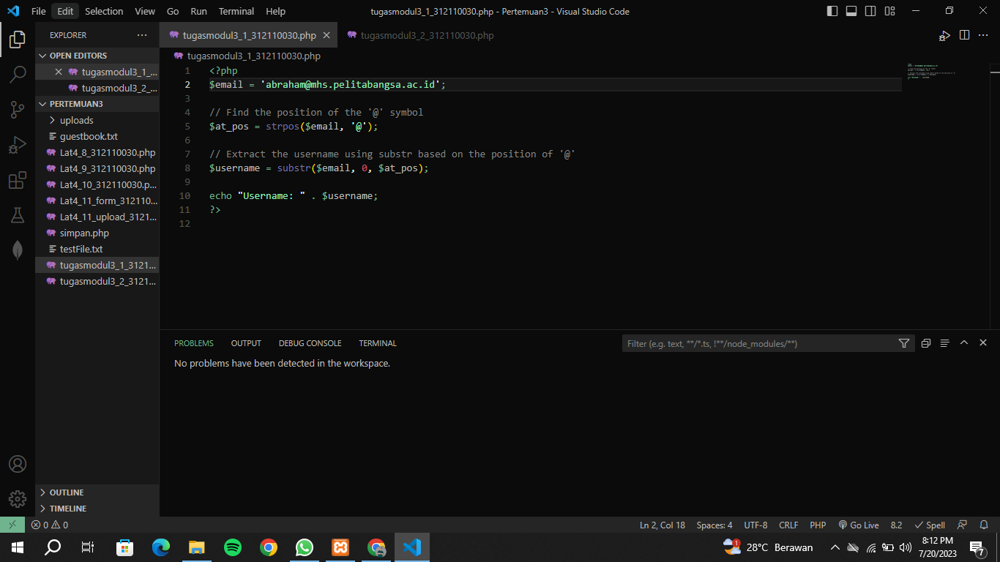 File Edit Selection View Go Run Terminal Help tugasmodul3_1_312110030.php - Pertemuan3 - Visual Studio Code
EXPLORER
OPEN EDITORS
tugasmodul3_1_...
tugasmodul3_2_...
PERTEMUAN3
uploads
guestbook.txt
Lat4_8_312110030.php
Lat4_9_312110030.php
Lat4_10_312110030.p...
Lat4_11_form_312110...
Lat4_11_upload_3121...
simpan.php
testFile.txt
tugasmodul3_1_3121...
tugasmodul3_2_3121...
OUTLINE
TIMELINE
tugasmodul3_1_312110030.php tugasmodul3_2_312110030.php
tugasmodul3_1_312110030.php
1 <?php
2 $email = 'abraham@mhs.pelitabangsa.ac.id';
3
4 // Find the position of the '@' symbol
5 $at_pos = strpos($email, '@');
6
7 // Extract the username using substr based on the position of '@'
8 $username = substr($email, 0, $at_pos);
9
10 echo "Username: " . $username;
11 ?>
12
PROBLEMS OUTPUT DEBUG CONSOLE TERMINAL Filter (e.g. text, **/*.ts, !**/node_modules/**)
No problems have been detected in the workspace.
0 0 Ln 2, Col 18 Spaces: 4 UTF-8 CRLF PHP Go Live 8.2 Spell
1 28°C Berawan 8:12 PM
7/20/2023 7